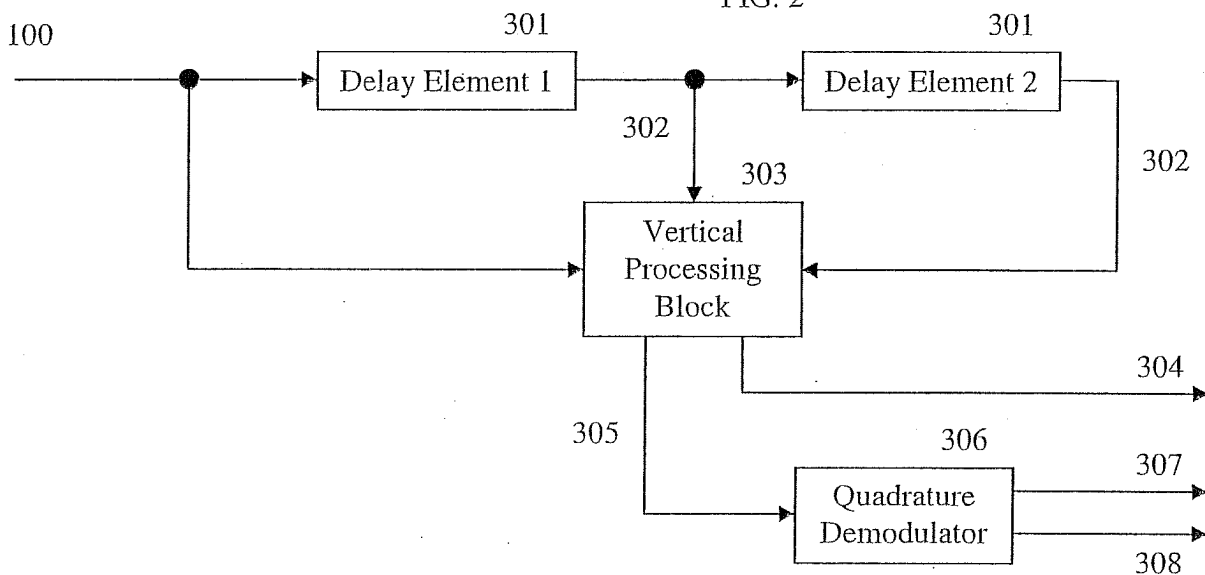 FIG. 2
100
301
301
Delay Element 1
Delay Element 2
302
302
303
Vertical
Processing
Block
304
305
306
307
Quadrature
Demodulator
308